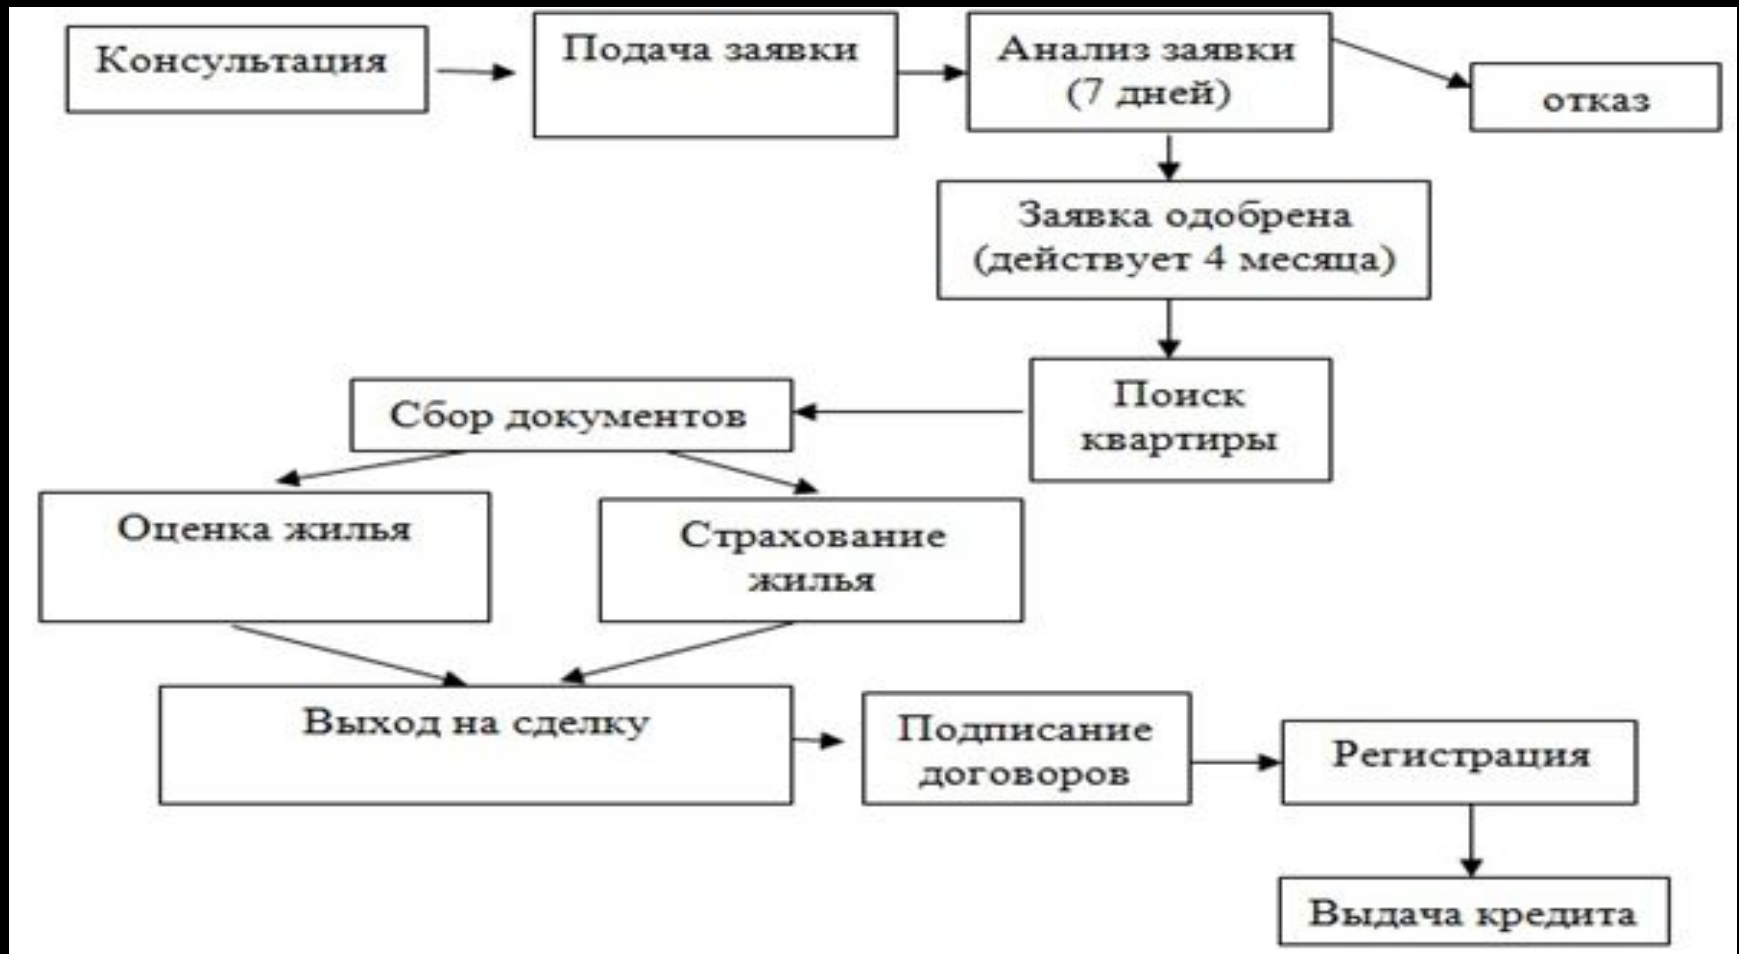 Консультация
Подача заявки
Анализ заявки
(7 дней)
отказ
Заявка одобрена
(действует 4 месяца)
Поиск
квартиры
Сбор документов
Оценка жилья
Страхование
жилья
Выход на сделку
Подписание
договоров
Регистрация
Выдача кредита